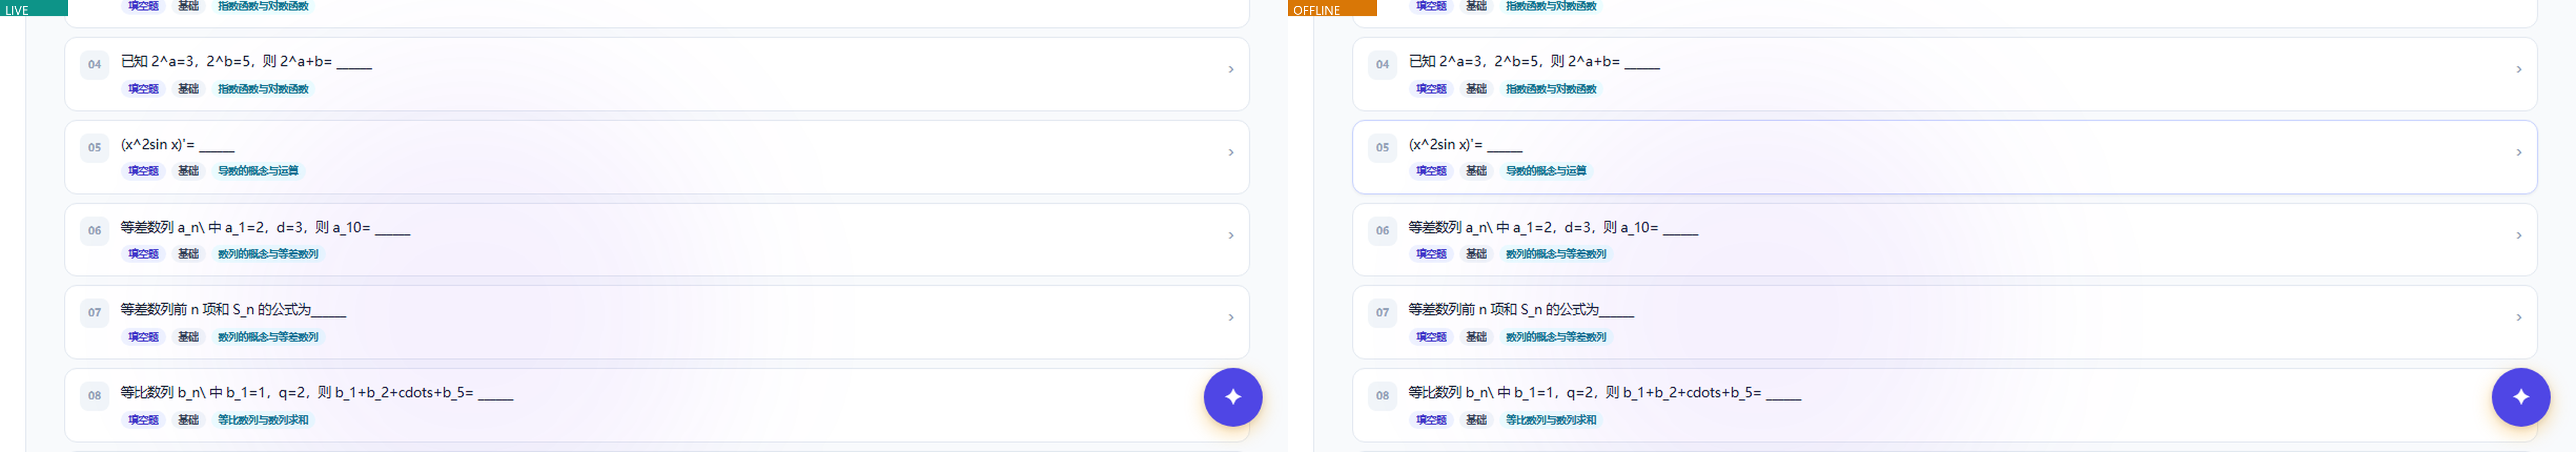 LIVE
填空题 基础 指数函数与对数函数
04 已知 2^a=3，2^b=5，则 2^a+b= _____
填空题 基础 指数函数与对数函数
05 (x^2sin x)'= _____
填空题 基础 导数的概念与运算
06 等差数列 a_n\ 中 a_1=2，d=3，则 a_10= _____
填空题 基础 数列的概念与等差数列
07 等差数列前 n 项和 S_n 的公式为_____
填空题 基础 数列的概念与等差数列
08 等比数列 b_n\ 中 b_1=1，q=2，则 b_1+b_2+cdots+b_5= _____
填空题 基础 等比数列与数列求和
OFFLINE
填空题 基础 指数函数与对数函数
04 已知 2^a=3，2^b=5，则 2^a+b= _____
填空题 基础 指数函数与对数函数
05 (x^2sin x)'= _____
填空题 基础 导数的概念与运算
06 等差数列 a_n\ 中 a_1=2，d=3，则 a_10= _____
填空题 基础 数列的概念与等差数列
07 等差数列前 n 项和 S_n 的公式为_____
填空题 基础 数列的概念与等差数列
08 等比数列 b_n\ 中 b_1=1，q=2，则 b_1+b_2+cdots+b_5= _____
填空题 基础 等比数列与数列求和